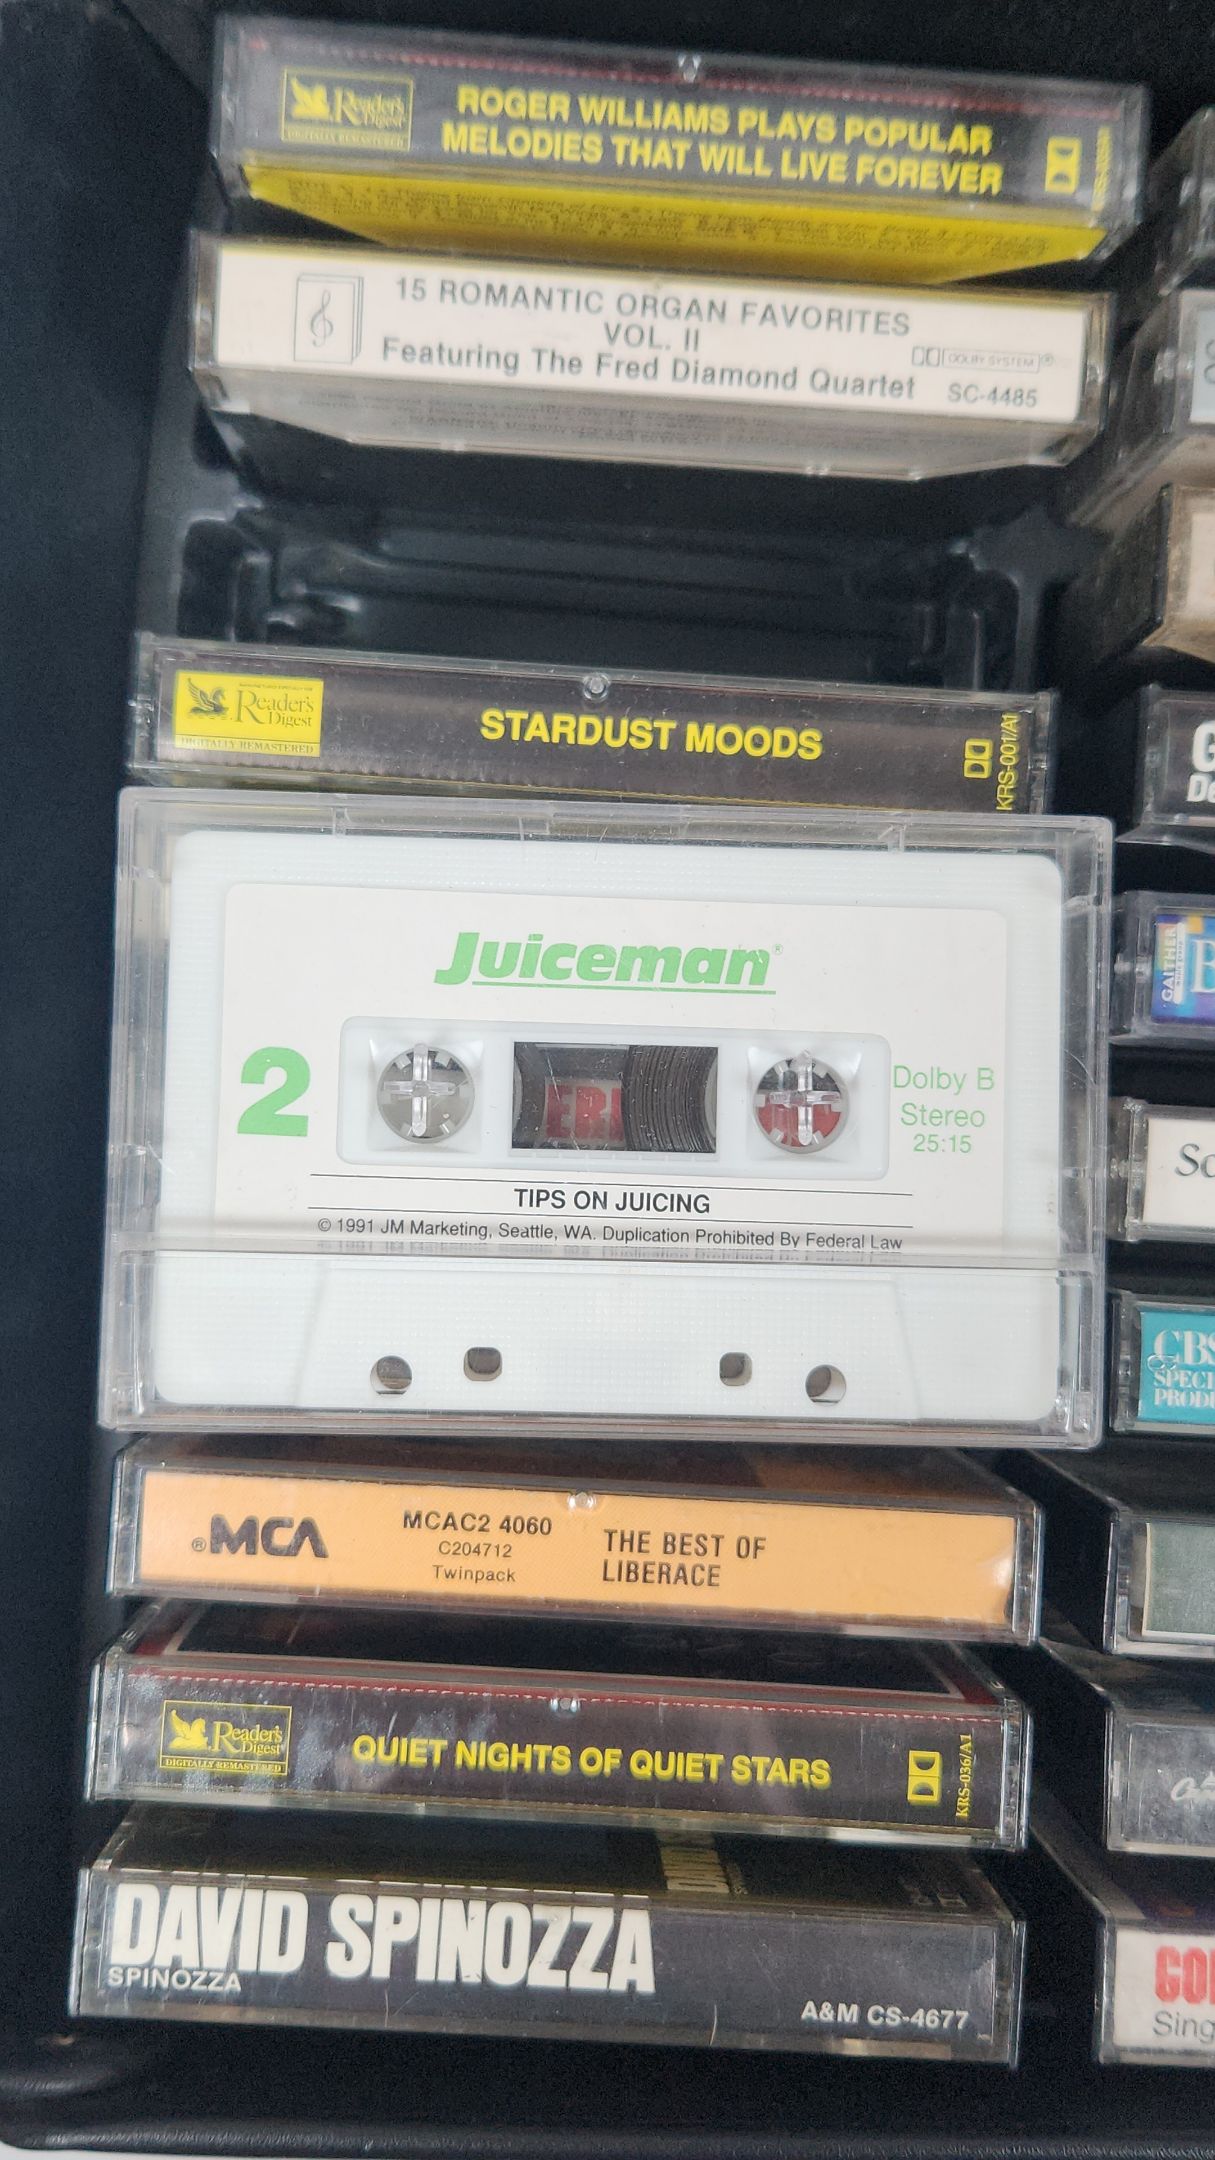 Reader's
Digest
DIGITALLY REMASTERED
ROGER WILLIAMS PLAYS POPULAR
MELODIES THAT WILL LIVE FOREVER
15 ROMANTIC ORGAN FAVORITES
VOL. II
Featuring The Fred Diamond Quartet
DOLBY SYSTEM®
SC-4485
Reader's
Digest
DIGITALLY REMASTERED
STARDUST MOODS
KRS-001/A1
Juiceman®
2
Dolby B
Stereo
25:15
TIPS ON JUICING
© 1991 JM Marketing, Seattle, WA. Duplication Prohibited By Federal Law
®MCA
MCAC2 4060
C204712
Twinpack
THE BEST OF
LIBERACE
Reader's
Digest
DIGITALLY REMASTERED
QUIET NIGHTS OF QUIET STARS
KRS-036/A1
DAVID SPINOZZA
SPINOZZA
A&M CS-4677
GAITHER
CBS